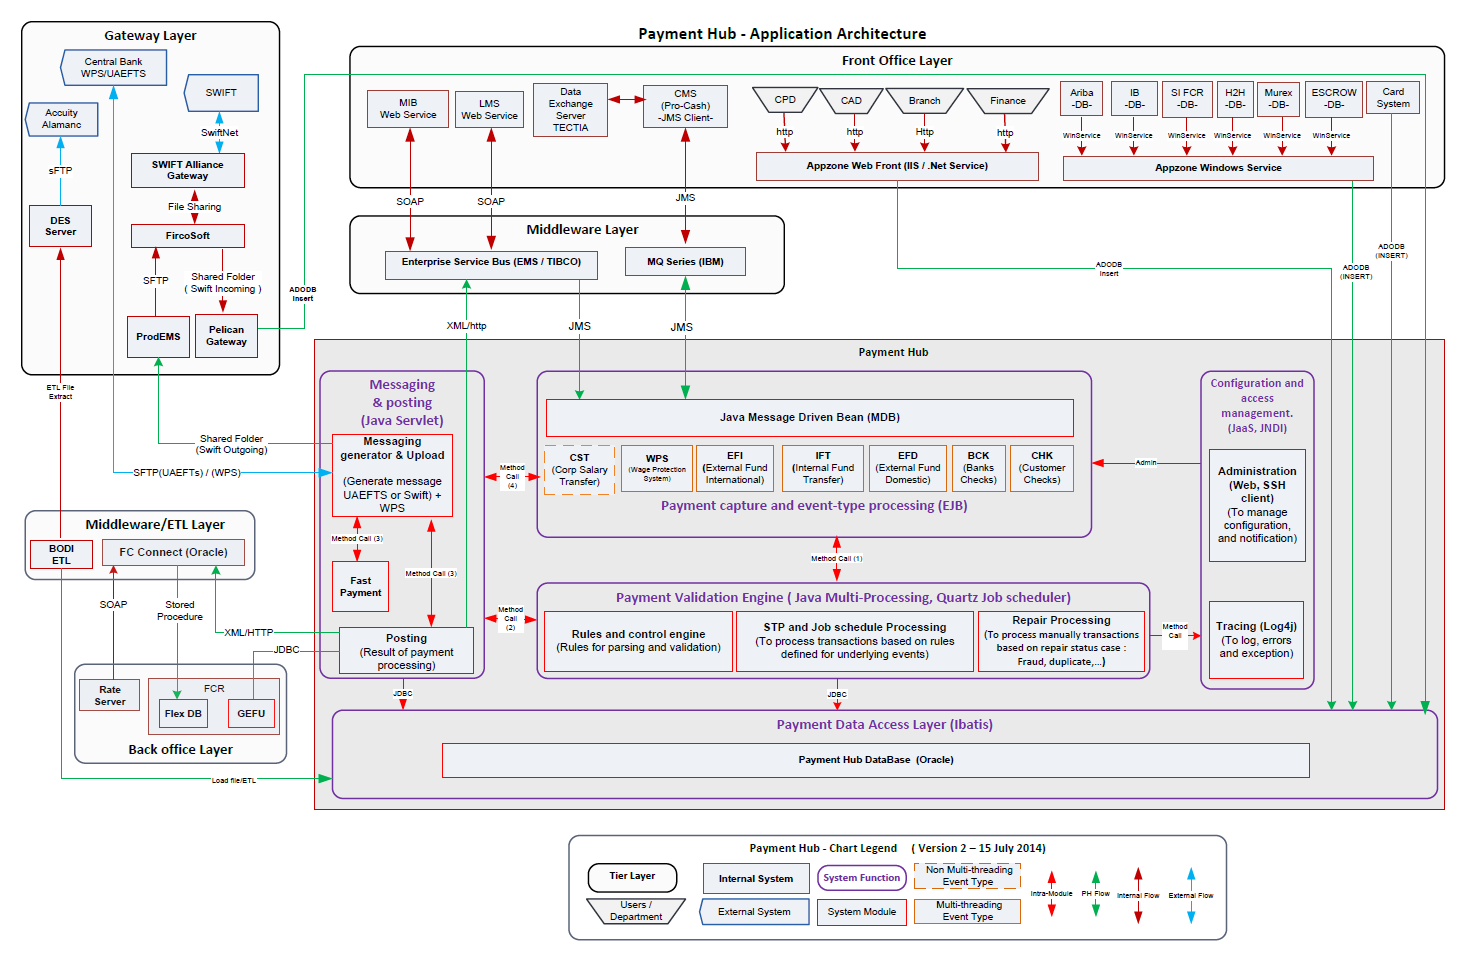 Payment Hub - Application Architecture
Gateway Layer
Central Bank
WPS/UAEFTS
SWIFT
Accuity
Alamanc
SwiftNet
sFTP
SWIFT Alliance
Gateway
File Sharing
DES
Server
FircoSoft
SFTP
Shared Folder
( Swift Incoming )
ProdEMS
Pelican
Gateway
ADODB
Insert
ETL File
Extract
Shared Folder
(Swift Outgoing)
SFTP(UAEFTs) / (WPS)
Front Office Layer
MIB
Web Service
LMS
Web Service
Data
Exchange
Server
TECTIA
CMS
(Pro-Cash)
-JMS Client-
CPD
CAD
Branch
Finance
http
http
Http
http
Appzone Web Front (IIS / .Net Service)
Ariba
-DB-
IB
-DB-
SI FCR
-DB-
H2H
-DB-
Murex
-DB-
ESCROW
-DB-
Card
System
WinService
WinService
WinService
WinService
WinService
WinService
Appzone Windows Service
SOAP
SOAP
JMS
Middleware Layer
Enterprise Service Bus (EMS / TIBCO)
MQ Series (IBM)
ADODB
Insert
ADODB
(INSERT)
ADODB
(INSERT)
XML/http
JMS
JMS
Payment Hub
Messaging
& posting
(Java Servlet)
Messaging
generator & Upload
(Generate message
UAEFTS or Swift) +
WPS
Method Call (3)
Method Call (3)
Fast
Payment
Posting
(Result of payment
processing)
Method
Call
(4)
Method
Call
(2)
Java Message Driven Bean (MDB)
CST
(Corp Salary
Transfer)
WPS
(Wage Protection
System)
EFI
(External Fund
International)
IFT
(Internal Fund
Transfer)
EFD
(External Fund
Domestic)
BCK
(Banks
Checks)
CHK
(Customer
Checks)
Payment capture and event-type processing (EJB)
Admin
Method Call (1)
Configuration and
access
management.
(JaaS, JNDI)
Administration
(Web, SSH
client)
(To manage
configuration,
and notification)
Tracing (Log4j)
(To log, errors
and exception)
Payment Validation Engine ( Java Multi-Processing, Quartz Job scheduler)
Rules and control engine
(Rules for parsing and validation)
STP and Job schedule Processing
(To process transactions based on rules
defined for underlying events)
Repair Processing
(To process manually transactions
based on repair status case :
Fraud, duplicate,...)
Method
Call
JDBC
JDBC
Payment Data Access Layer (Ibatis)
Payment Hub DataBase (Oracle)
Middleware/ETL Layer
BODI
ETL
FC Connect (Oracle)
SOAP
Stored
Procedure
XML/HTTP
JDBC
Rate
Server
FCR
Flex DB
GEFU
Back office Layer
Load file/ETL
Payment Hub - Chart Legend ( Version 2 – 15 July 2014)
Tier Layer
Internal System
System Function
Non Multi-threading
Event Type
Users /
Department
External System
System Module
Multi-threading
Event Type
Intra-Module
PH Flow
Internal Flow
External Flow